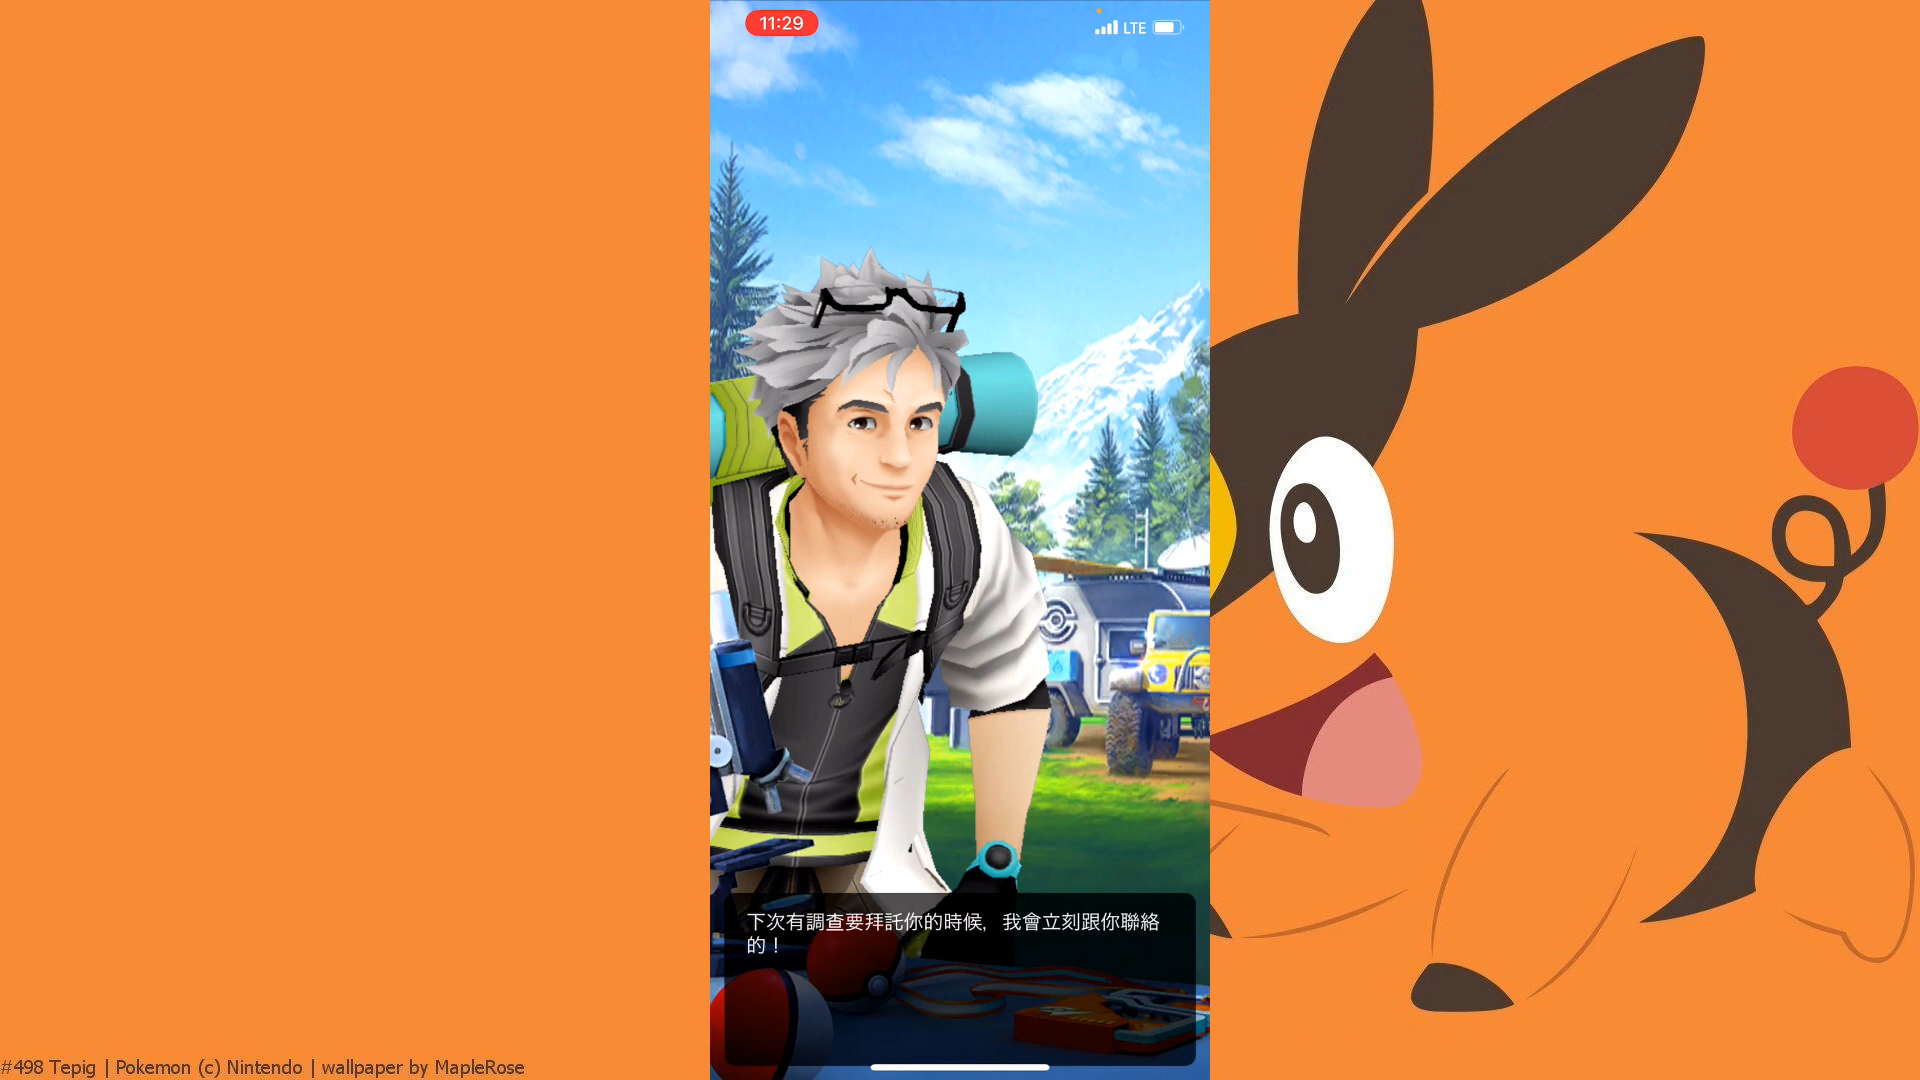 11:29
LTE
下次有調查要拜託你的時候，我會立刻跟你聯絡
的！
#498 Tepig | Pokemon (c) Nintendo | wallpaper by MapleRose